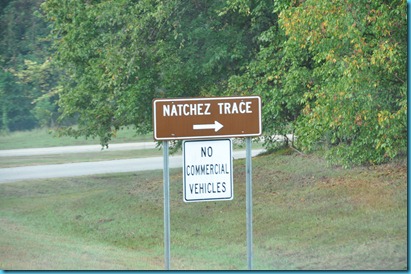 NATCHEZ TRACE
NO
COMMERCIAL
VEHICLES